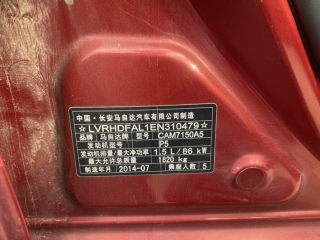 中国·长安马自达汽车有限公司制造
☆LVRHDFAL1EN310479☆
品牌 马自达牌 型号 CAM7150A5
发动机型号 P5
发动机排量/最大净功率 1.5 L / 86 kW
最大允许总质量 1820 kg
制造年月 2014-07 乘座人数 5